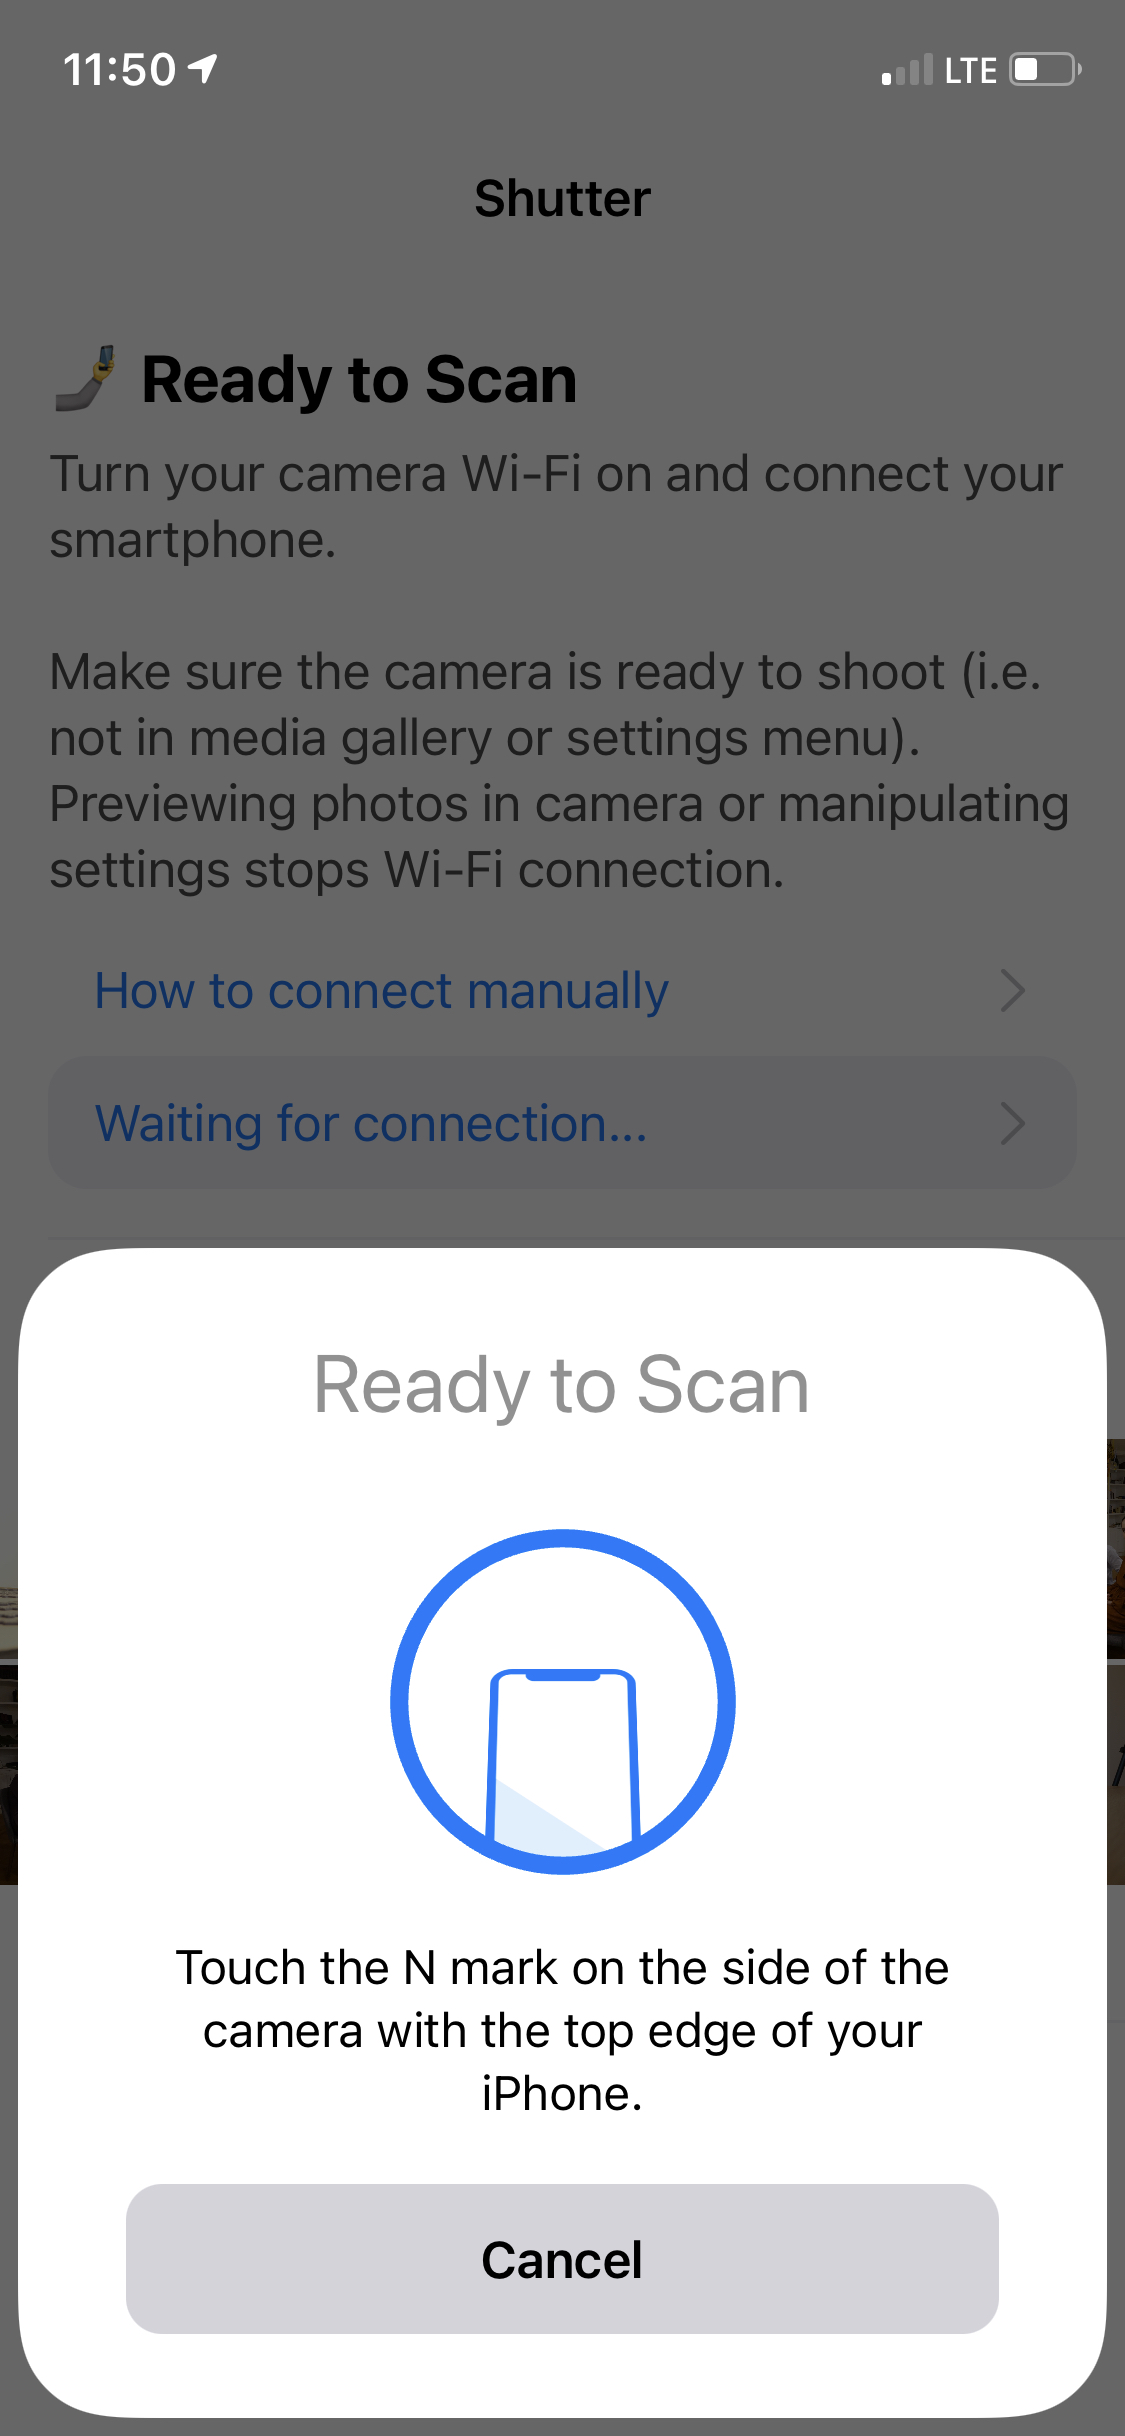 11:50
LTE
Shutter
Ready to Scan
Turn your camera Wi-Fi on and connect your
smartphone.
Make sure the camera is ready to shoot (i.e.
not in media gallery or settings menu).
Previewing photos in camera or manipulating
settings stops Wi-Fi connection.
How to connect manually
Waiting for connection...
Ready to Scan
Touch the N mark on the side of the
camera with the top edge of your
iPhone.
Cancel